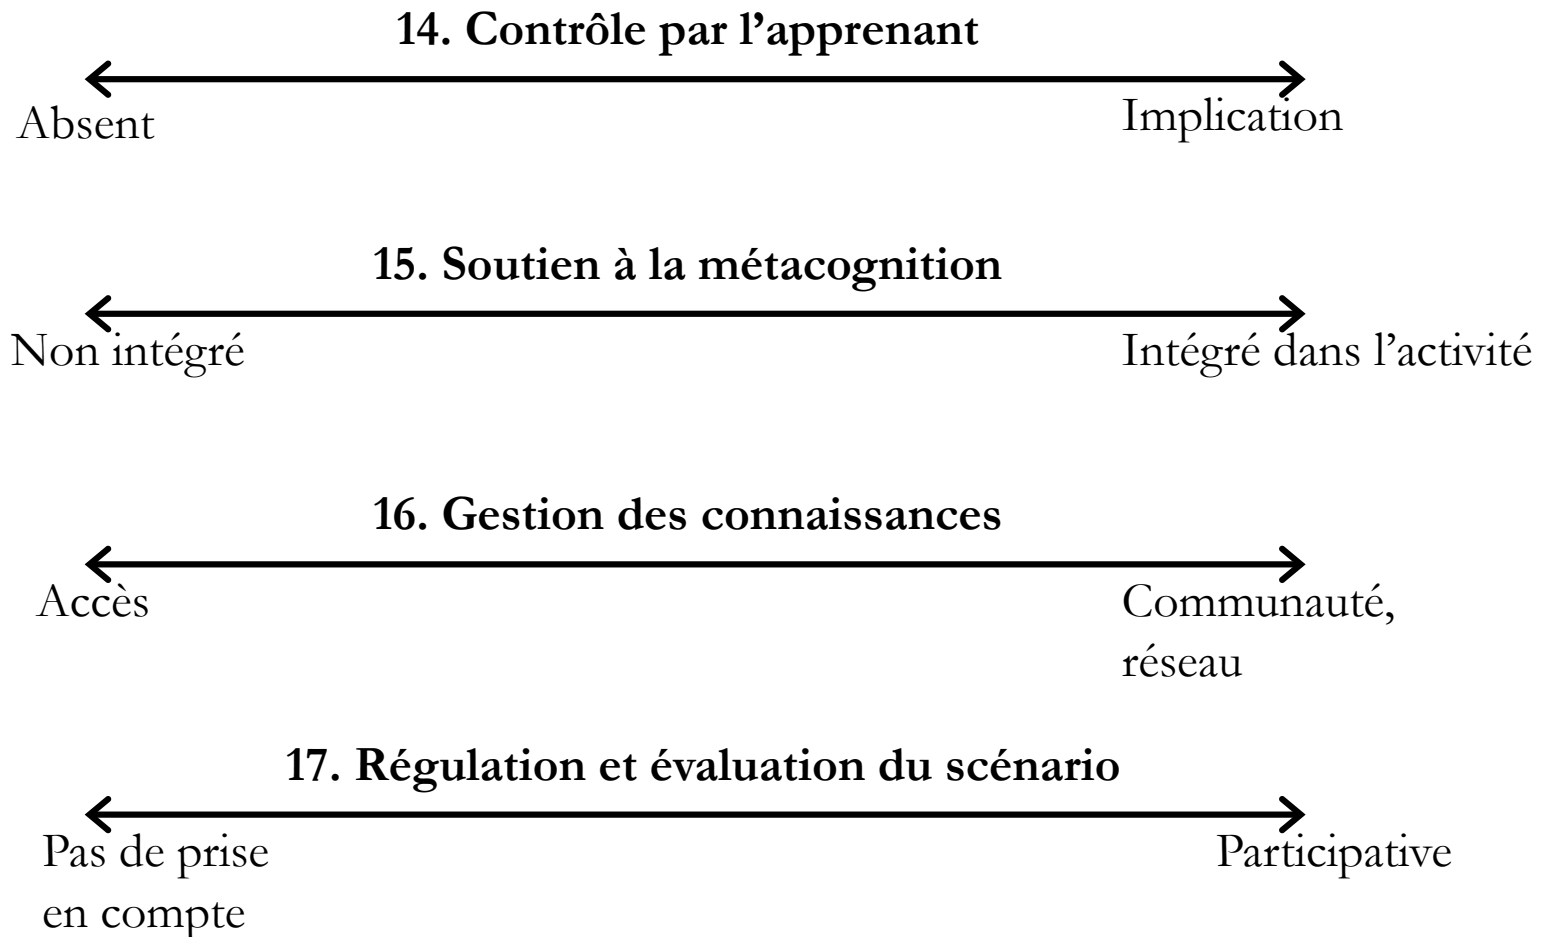 14. Contrôle par l’apprenant
Absent
Implication
15. Soutien à la métacognition
Non intégré
Intégré dans l’activité
16. Gestion des connaissances
Accès
Communauté,
réseau
17. Régulation et évaluation du scénario
Pas de prise
en compte
Participative